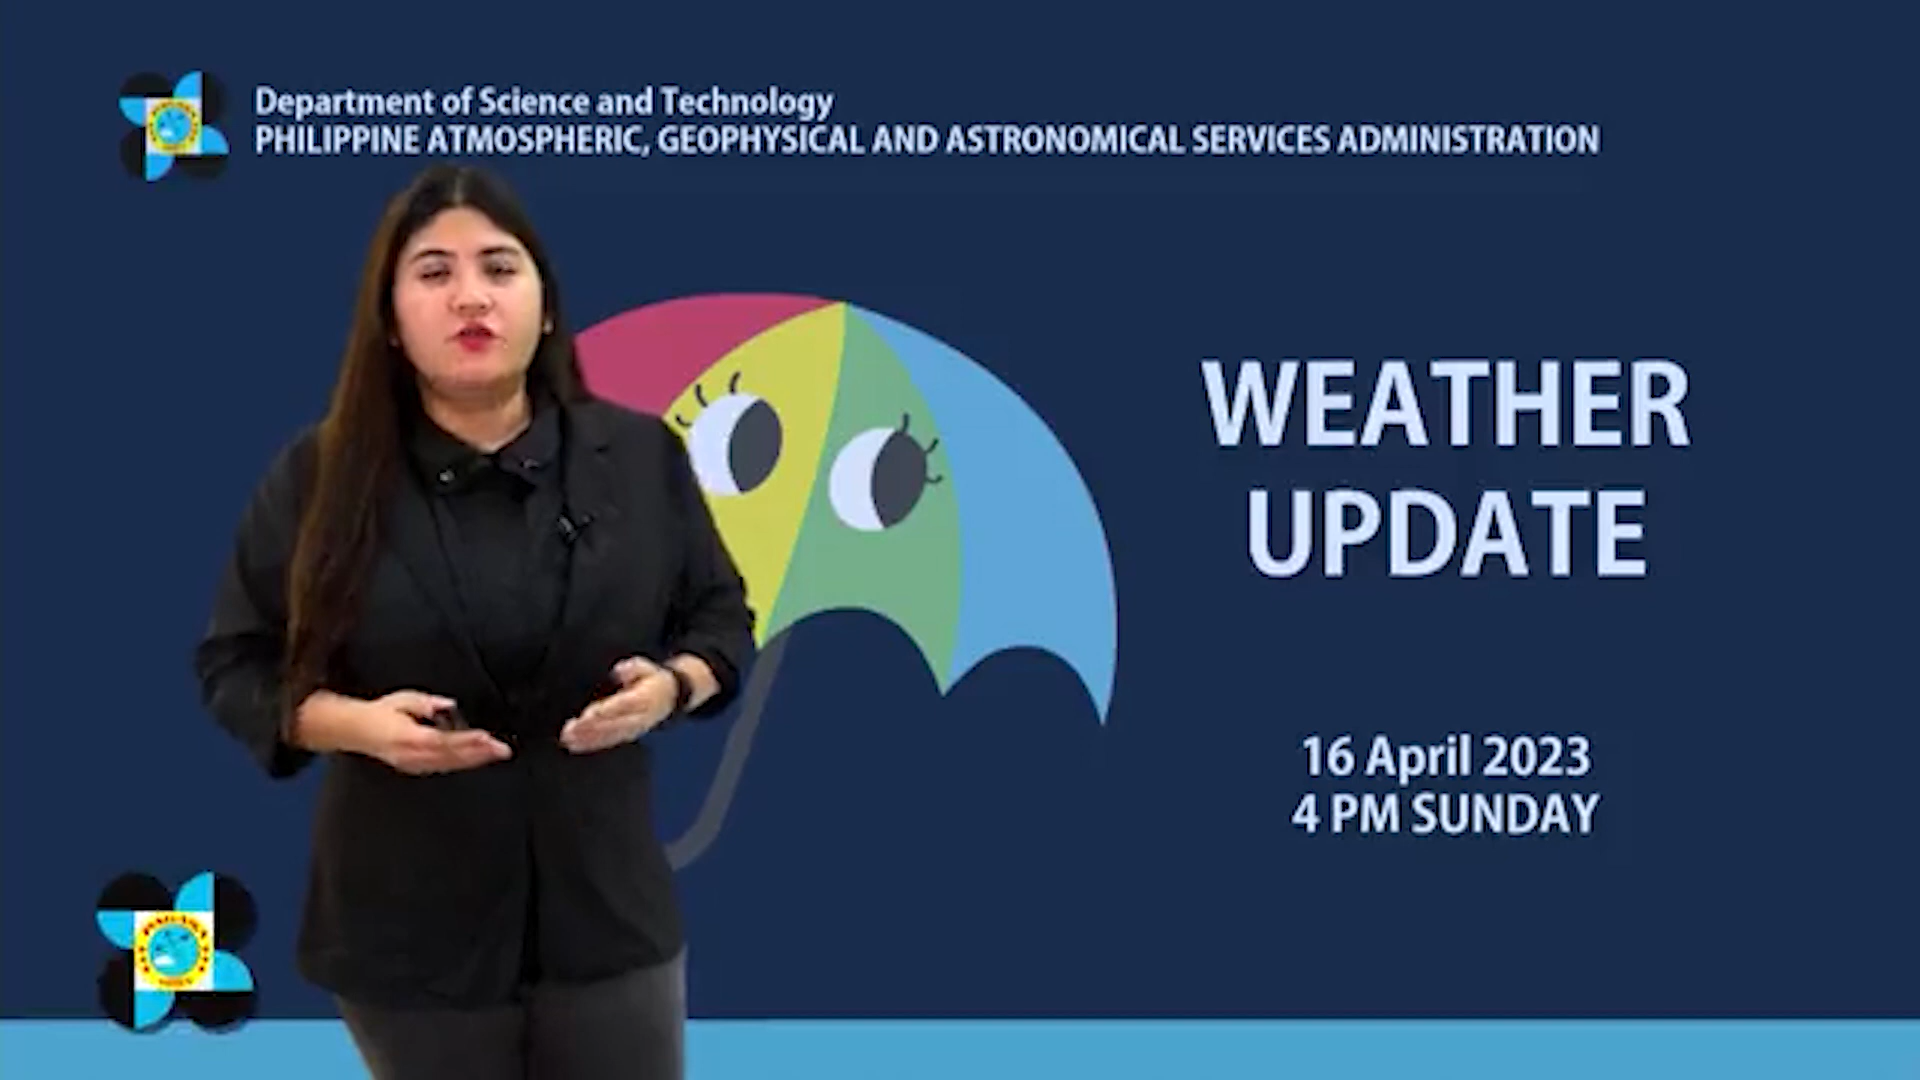 Department of Science and Technology
PHILIPPINE ATMOSPHERIC, GEOPHYSICAL AND ASTRONOMICAL SERVICES ADMINISTRATION
WEATHER
UPDATE
16 April 2023
4 PM SUNDAY